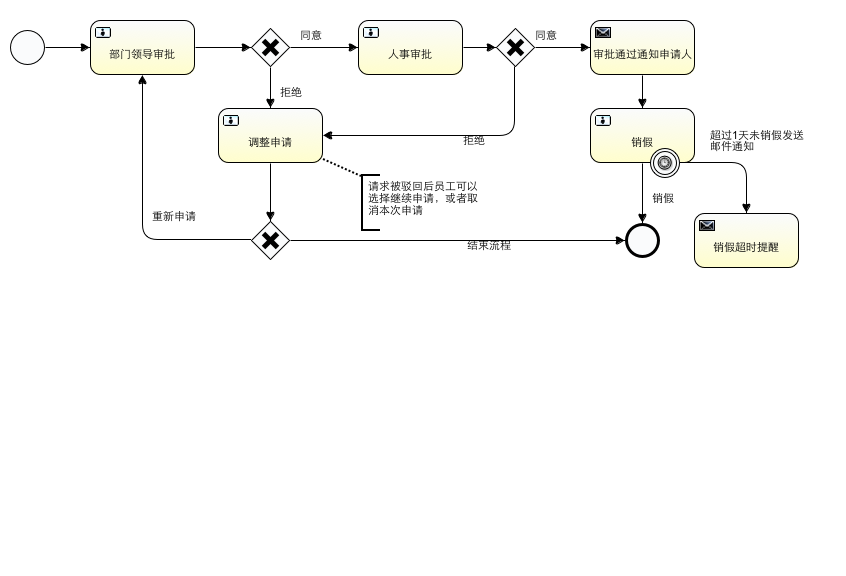 部门领导审批
同意
人事审批
同意
审批通过通知申请人
拒绝
调整申请
拒绝
销假
超过1天未销假发送
邮件通知
请求被驳回后员工可以
选择继续申请，或者取
消本次申请
销假
重新申请
结束流程
销假超时提醒